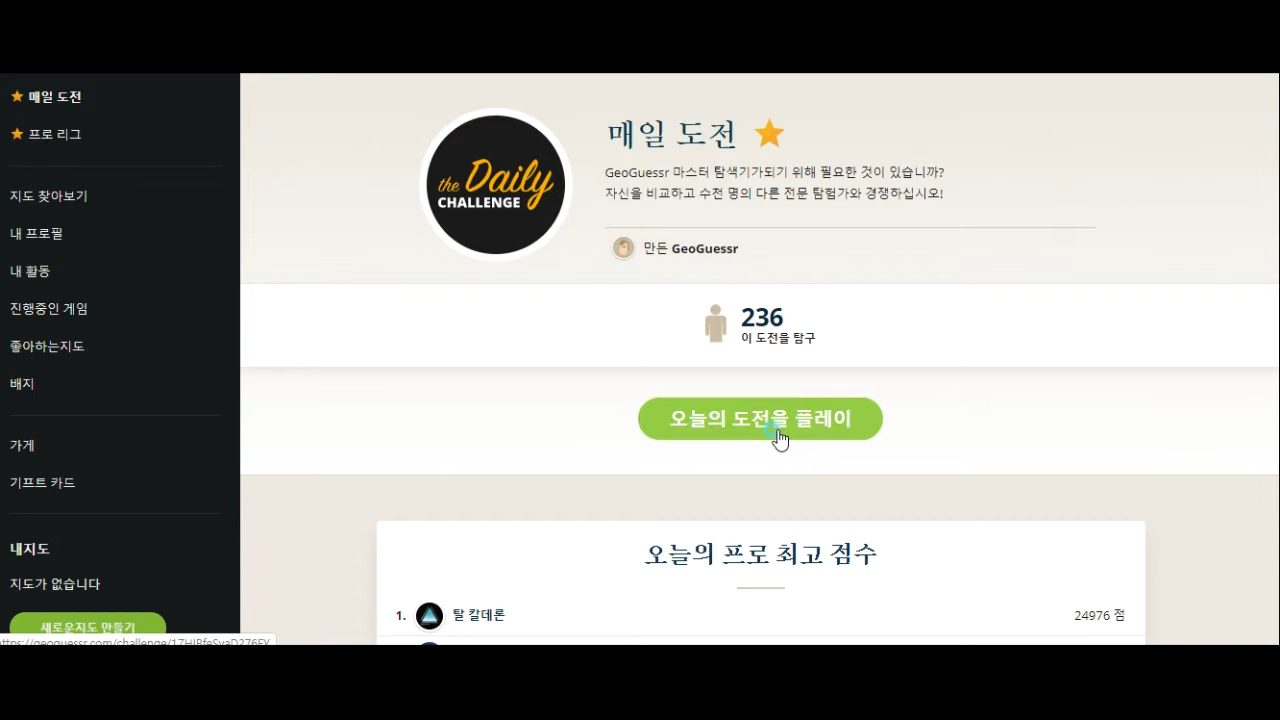 매일 도전
프로 리그
지도 찾아보기
내 프로필
내 활동
진행중인 게임
좋아하는지도
배지
가게
기프트 카드
내지도
지도가 없습니다
새로운지도 만들기
the Daily
CHALLENGE
매일 도전
GeoGuessr 마스터 탐색기가되기 위해 필요한 것이 있습니까?
자신을 비교하고 수천 명의 다른 전문 탐험가와 경쟁하십시오!
만든 GeoGuessr
236
이 도전을 탐구
오늘의 도전을 플레이
오늘의 프로 최고 점수
1. 탈 칼데론 24976 점